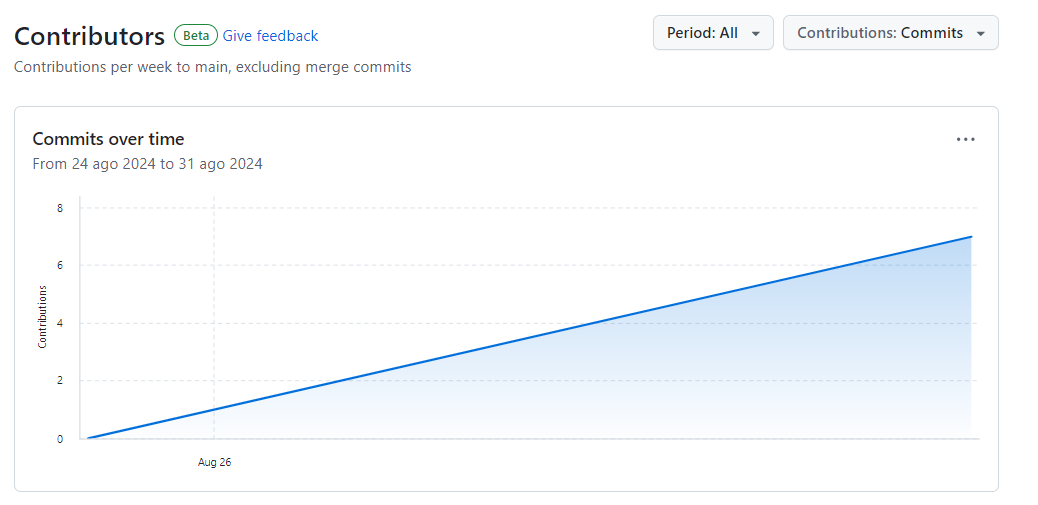 Contributors Beta Give feedback
Period: All
Contributions: Commits
Contributions per week to main, excluding merge commits
Commits over time
From 24 ago 2024 to 31 ago 2024
8
6
4
2
0
Contributions
Aug 26